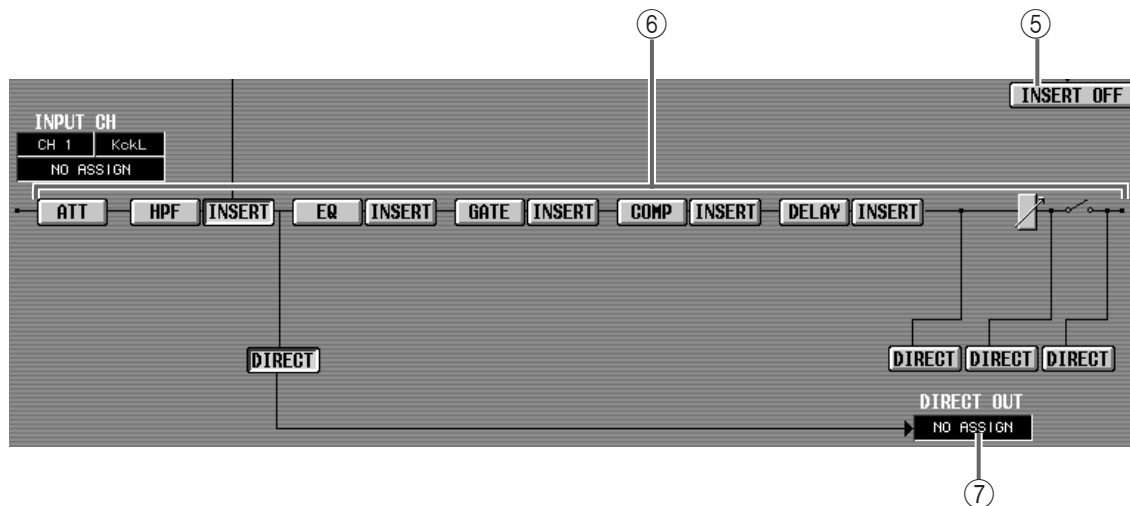 ⑥ ⑤
INSERT OFF
INPUT CH
CH 1 KckL
NO ASSIGN
ATT HPF INSERT EQ INSERT GATE INSERT COMP INSERT DELAY INSERT
DIRECT DIRECT DIRECT DIRECT
DIRECT OUT
NO ASSIGN
⑦